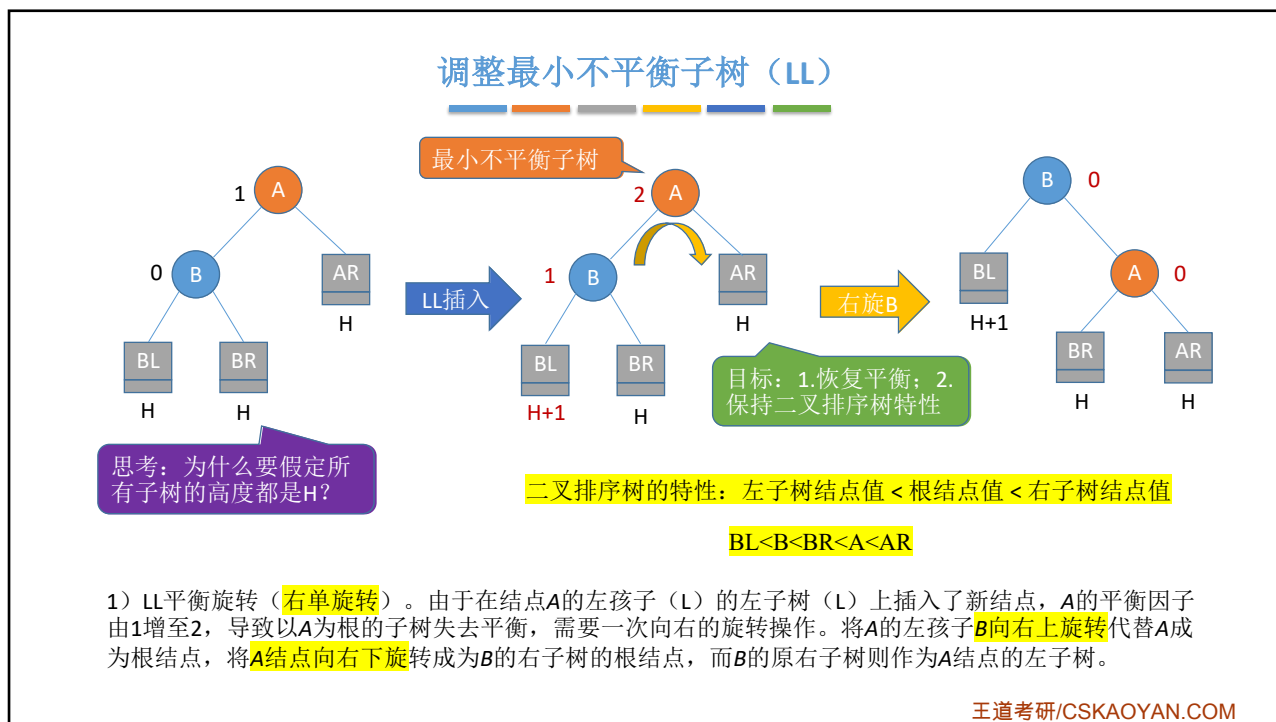 调整最小不平衡子树（LL）
最小不平衡子树
1
A
0
B
AR
H
BL
BR
H
H
LL插入
2
A
1
B
AR
H
BL
BR
H+1
H
右旋B
B
0
BL
H+1
A
0
BR
AR
H
H
目标：1.恢复平衡；2.
保持二叉排序树特性
思考：为什么要假定所
有子树的高度都是H？
二叉排序树的特性：左子树结点值 < 根结点值 < 右子树结点值
BL<B<BR<A<AR
1）LL平衡旋转（右单旋转）。由于在结点A的左孩子（L）的左子树（L）上插入了新结点，A的平衡因子
由1增至2，导致以A为根的子树失去平衡，需要一次向右的旋转操作。将A的左孩子B向右上旋转代替A成
为根结点，将A结点向右下旋转成为B的右子树的根结点，而B的原右子树则作为A结点的左子树。
王道考研/CSKAOYAN.COM